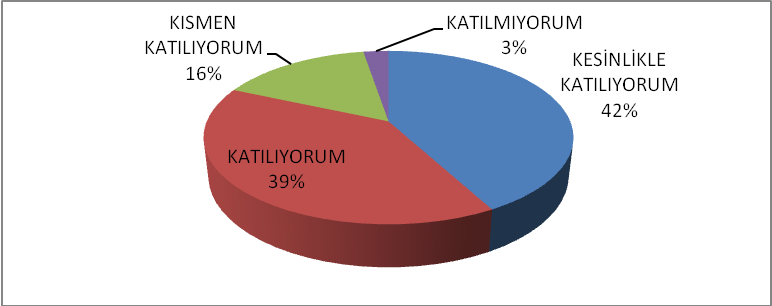 KISMEN
KATILIYORUM
16%
KATILMIYORUM
3%
KESİNLİKLE
KATILIYORUM
42%
KATILIYORUM
39%